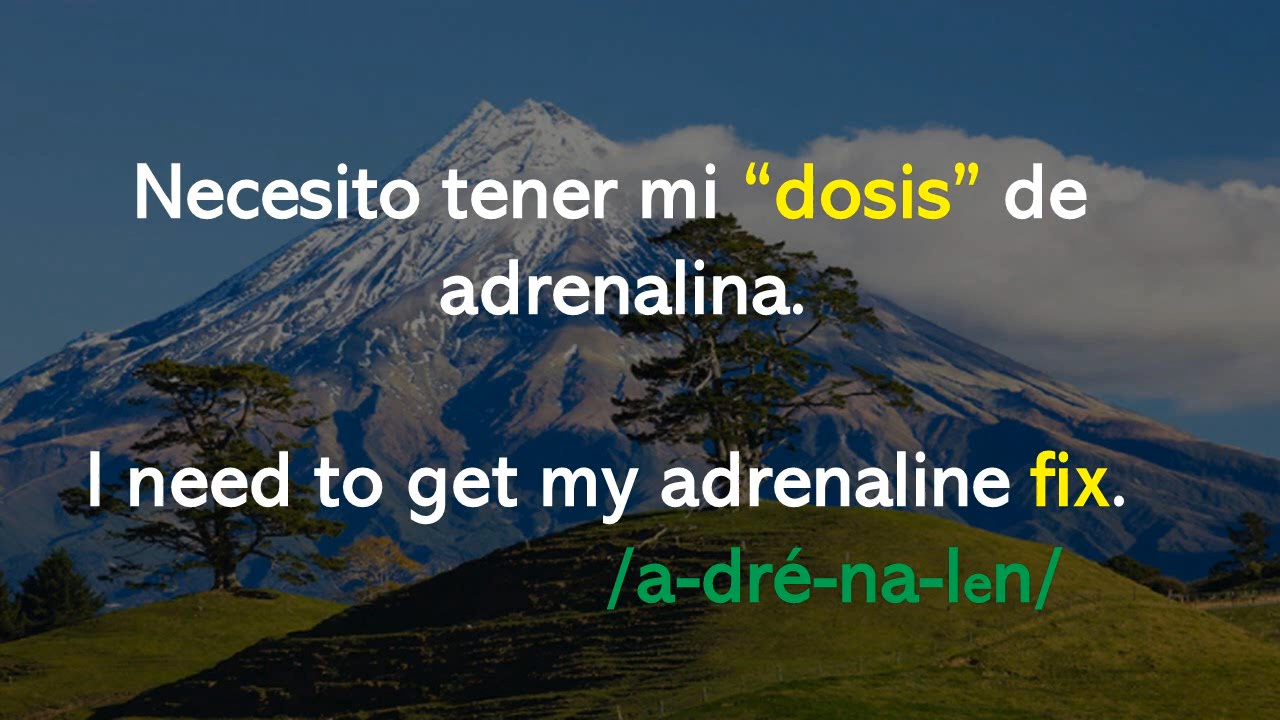 Necesito tener mi “dosis” de
adrenalina.
I need to get my adrenaline fix.
/a-dré-na-len/